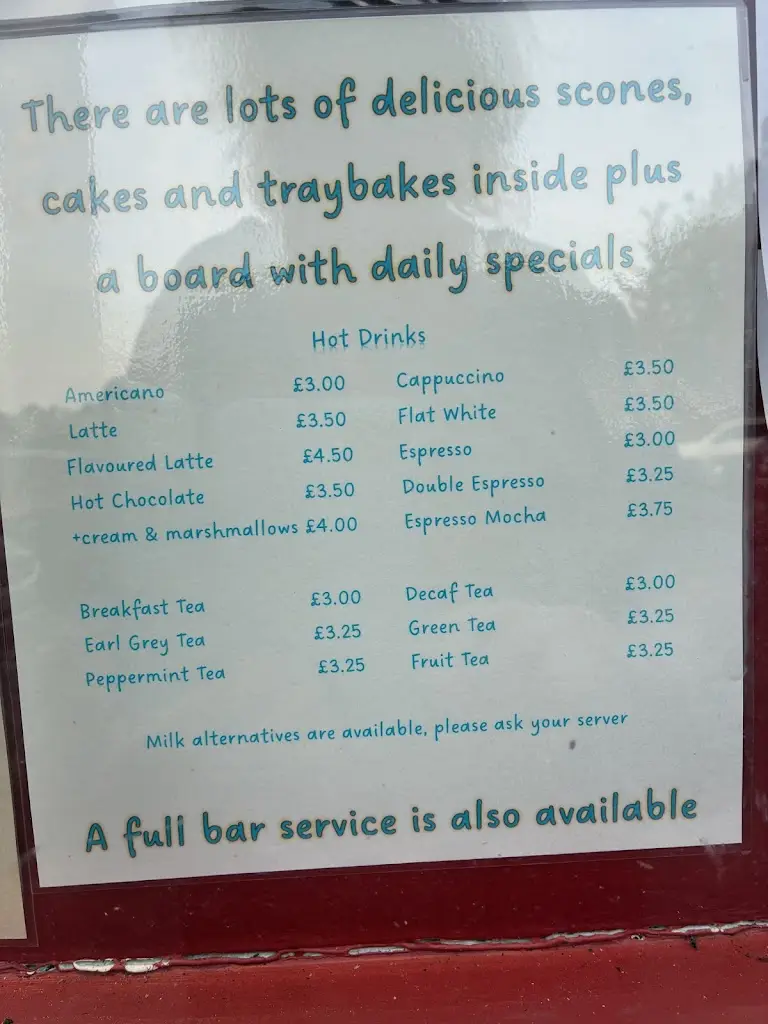 There are lots of delicious scones,
cakes and traybakes inside plus
a board with daily specials
Hot Drinks
Americano £3.00 Cappuccino £3.50
Latte £3.50 Flat White £3.50
Flavoured Latte £4.50 Espresso £3.00
Hot Chocolate £3.50 Double Espresso £3.25
+cream & marshmallows £4.00 Espresso Mocha £3.75
Breakfast Tea £3.00 Decaf Tea £3.00
Earl Grey Tea £3.25 Green Tea £3.25
Peppermint Tea £3.25 Fruit Tea £3.25
Milk alternatives are available, please ask your server
A full bar service is also available